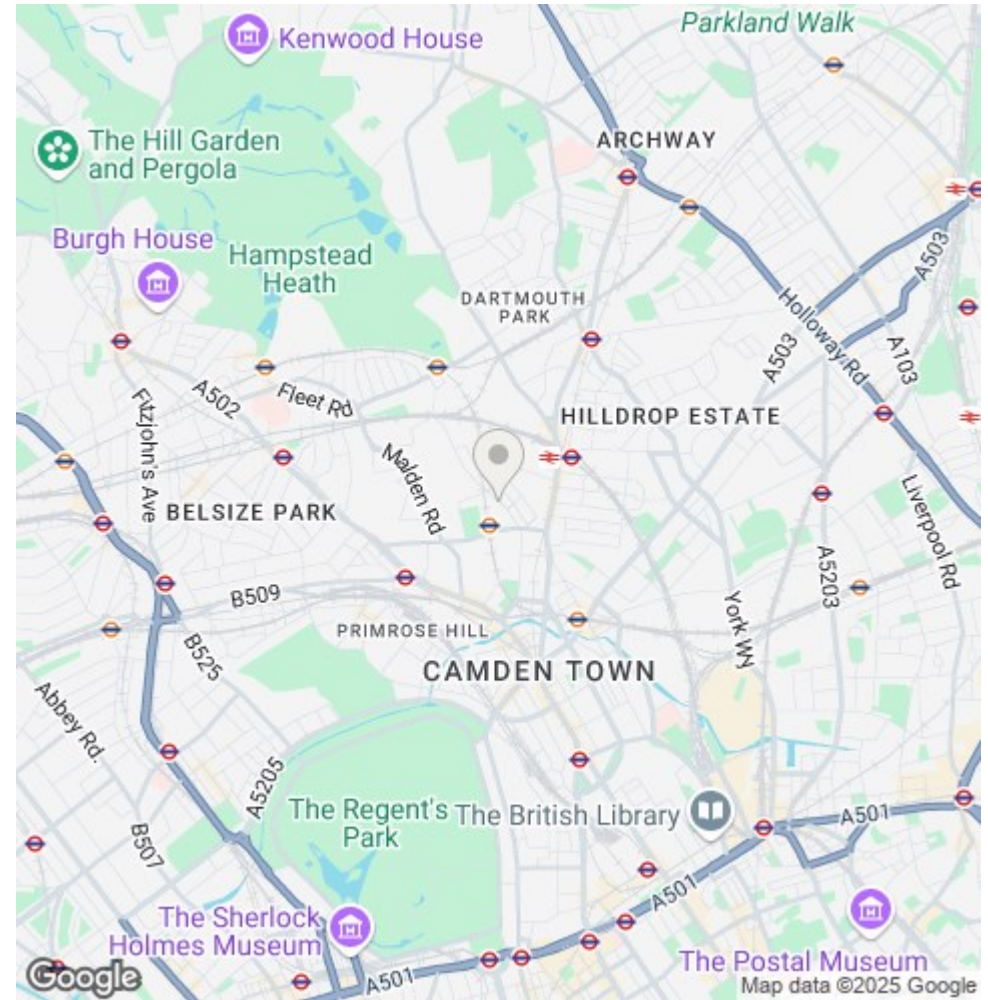 Parkland Walk
Kenwood House
The Hill Garden
and Pergola
ARCHWAY
Burgh House
Hampstead
Heath
A503
DARTMOUTH
PARK
Holloway Rd
A503
A103
A502
Fleet Rd
Fitzjohn's Ave
HILLDROP ESTATE
Malden Rd
BELSIZE PARK
Liverpool Rd
A5203
B509
York WN
PRIMROSE HILL
B525
CAMDEN TOWN
Abbey Rd.
A5205
The Regent's
Park
The British Library
A501
B507
A501
The Sherlock
Holmes Museum
The Postal Museum
A501
Google
Map data ©2025 Google